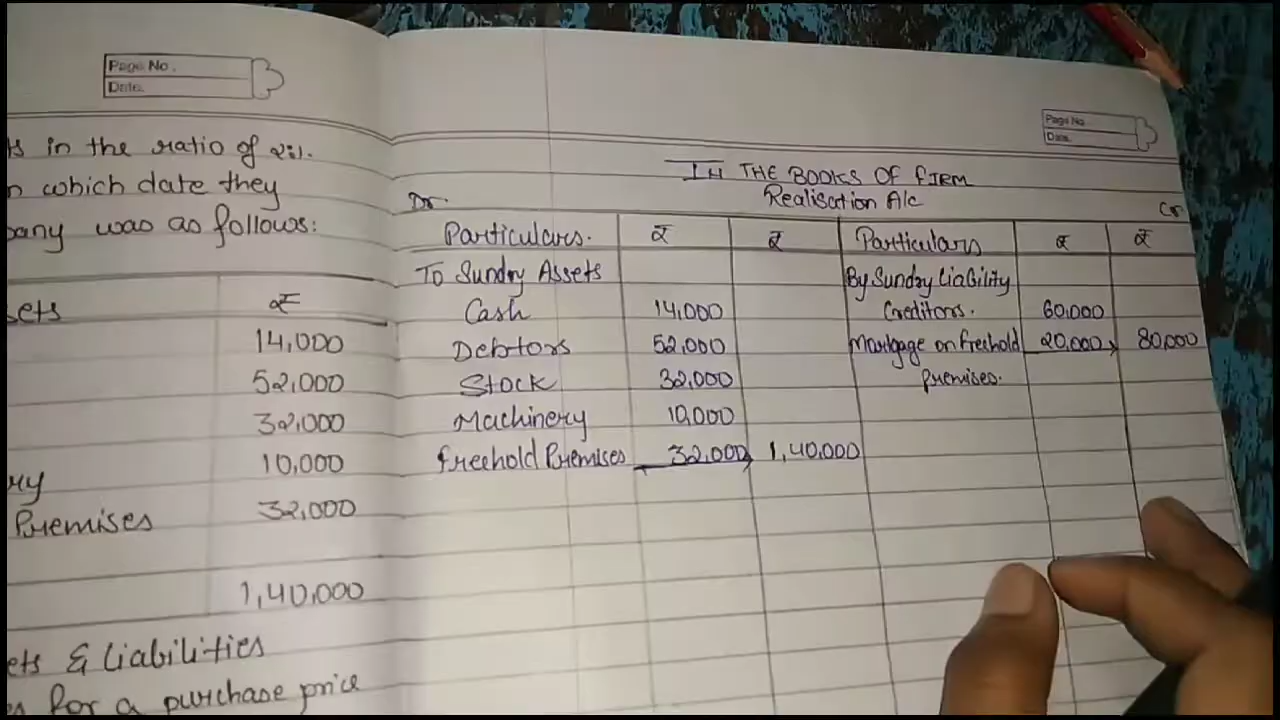 Page No.
Date.
ts in the ratio of 2:1.
n which date they
pany was as follows:
sets ₹
14,000
52,000
32,000
ry 10,000
Premises 32,000
1,40,000
ets & Liabilities
es for a purchase price
Page No.
Date.
IN THE BOOKS OF FIRM
Realisation A/c
Dr. Cr
Particulars. ₹ ₹ Particulars ₹ ₹
To Sundry Assets By Sundry Liability
Cash 14,000 Creditors. 60,000
Debtors 52,000 Mortgage on freehold 20,000 80,000
Stock 32,000 Premises.
Machinery 10,000
freehold Premises 32,000 1,40,000